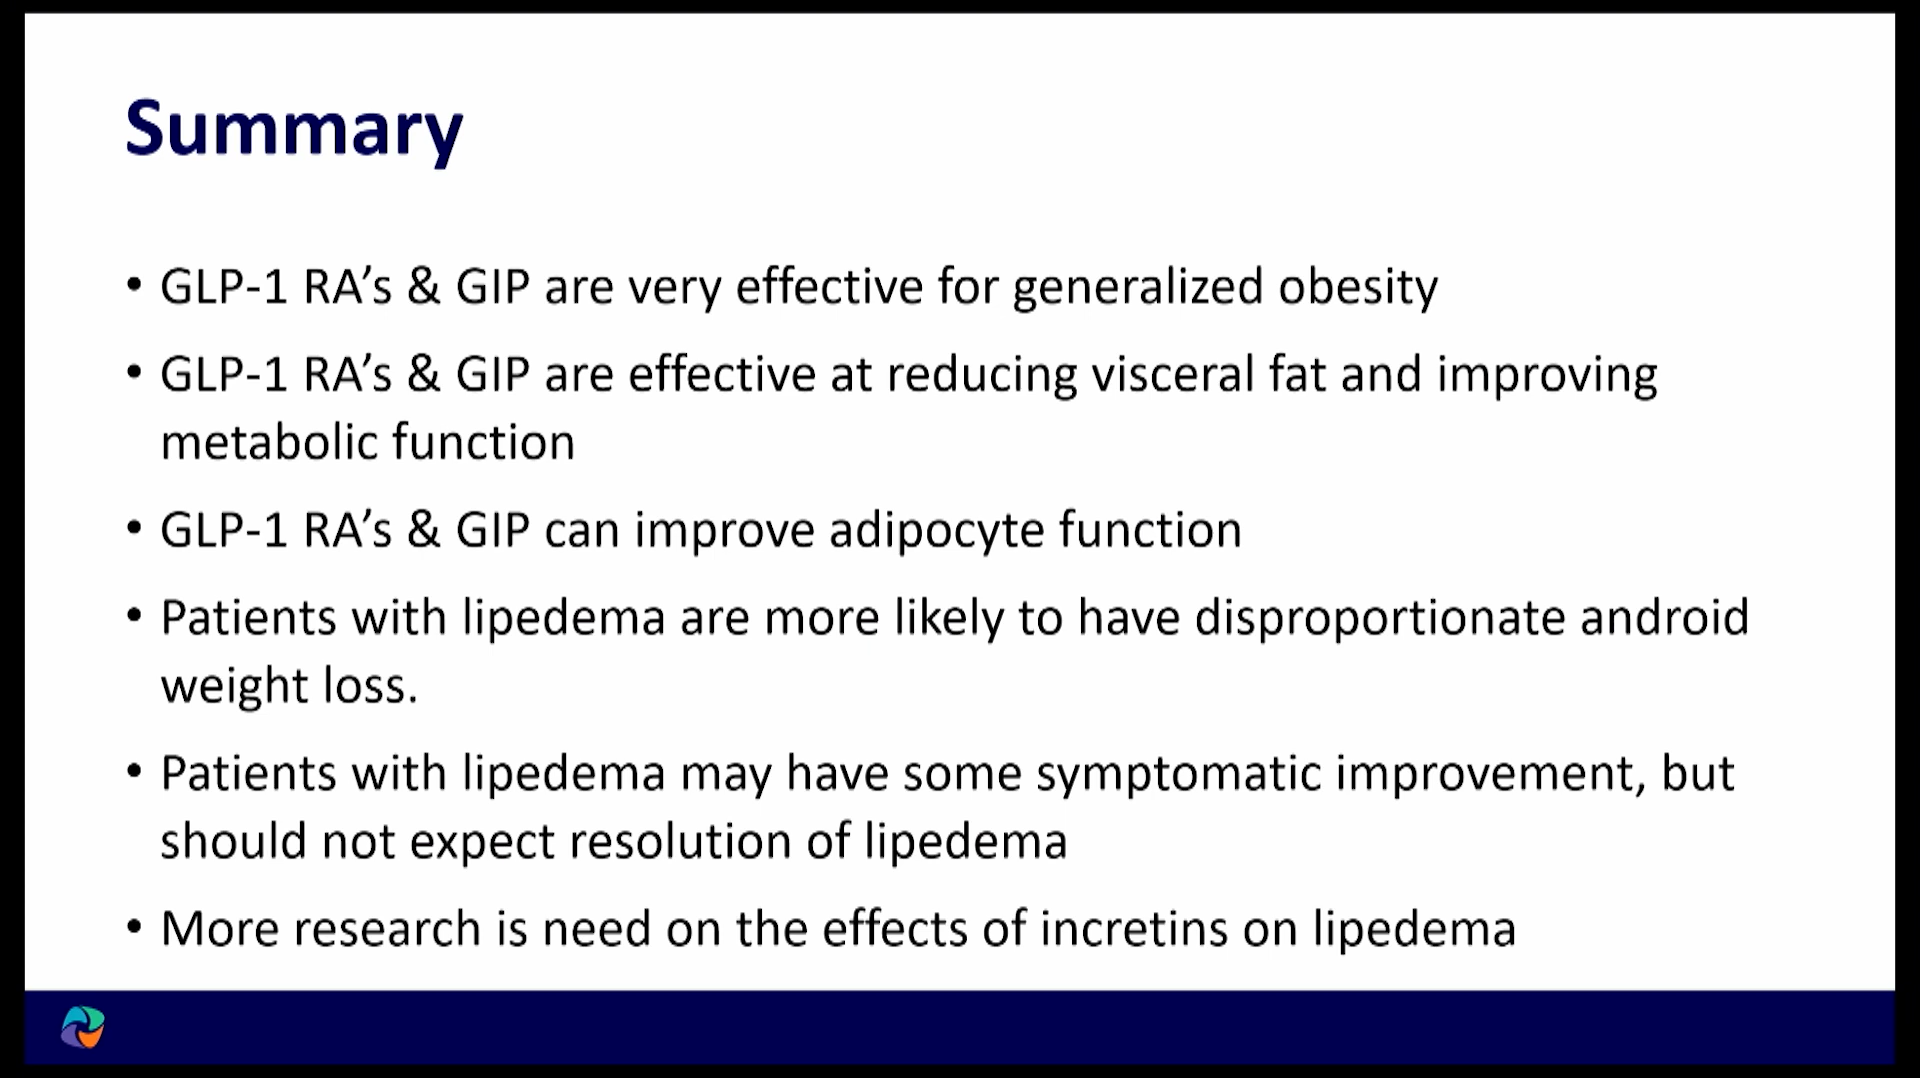 Summary
• GLP-1 RA’s & GIP are very effective for generalized obesity
• GLP-1 RA’s & GIP are effective at reducing visceral fat and improving
metabolic function
• GLP-1 RA’s & GIP can improve adipocyte function
• Patients with lipedema are more likely to have disproportionate android
weight loss.
• Patients with lipedema may have some symptomatic improvement, but
should not expect resolution of lipedema
• More research is need on the effects of incretins on lipedema